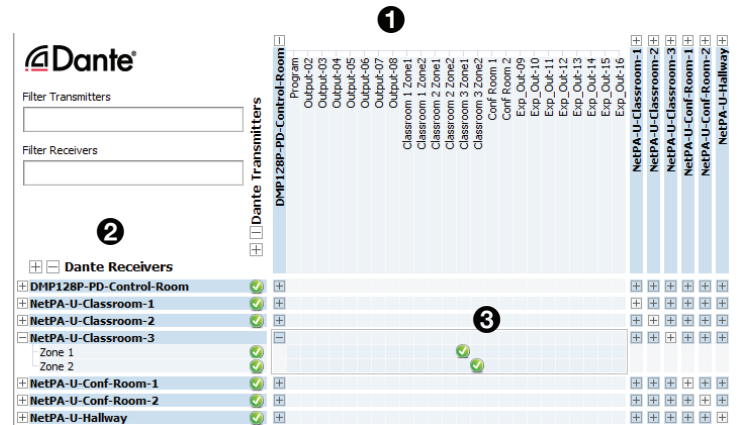 1
Dante®
Filter Transmitters
Filter Receivers
2
Dante Receivers
Dante Transmitters
DMP128P-PD-Control-Room
Program
Output-02
Output-03
Output-04
Output-05
Output-06
Output-07
Output-08
Classroom 1 Zone1
Classroom 1 Zone2
Classroom 2 Zone1
Classroom 2 Zone2
Classroom 3 Zone1
Classroom 3 Zone2
Conf Room 1
Conf Room 2
Exp_Out-09
Exp_Out-10
Exp_Out-11
Exp_Out-12
Exp_Out-13
Exp_Out-14
Exp_Out-15
Exp_Out-16
NetPA-U-Classroom-1
NetPA-U-Classroom-2
NetPA-U-Classroom-3
NetPA-U-Conf-Room-1
NetPA-U-Conf-Room-2
NetPA-U-Hallway
DMP128P-PD-Control-Room
NetPA-U-Classroom-1
NetPA-U-Classroom-2
3
NetPA-U-Classroom-3
Zone 1
Zone 2
NetPA-U-Conf-Room-1
NetPA-U-Conf-Room-2
NetPA-U-Hallway